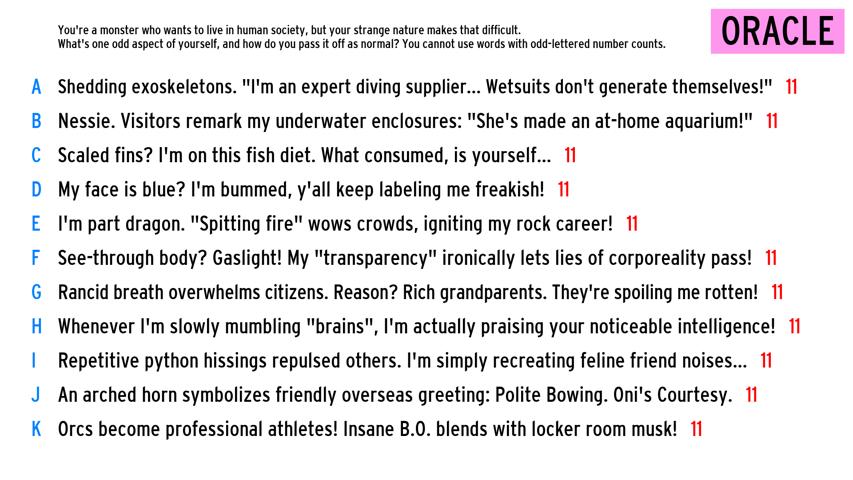 You're a monster who wants to live in human society, but your strange nature makes that difficult.
What's one odd aspect of yourself, and how do you pass it off as normal? You cannot use words with odd-lettered number counts.
ORACLE
A Shedding exoskeletons. "I'm an expert diving supplier... Wetsuits don't generate themselves!" 11
B Nessie. Visitors remark my underwater enclosures: "She's made an at-home aquarium!" 11
C Scaled fins? I'm on this fish diet. What consumed, is yourself... 11
D My face is blue? I'm bummed, y'all keep labeling me freakish! 11
E I'm part dragon. "Spitting fire" wows crowds, igniting my rock career! 11
F See-through body? Gaslight! My "transparency" ironically lets lies of corporeality pass! 11
G Rancid breath overwhelms citizens. Reason? Rich grandparents. They're spoiling me rotten! 11
H Whenever I'm slowly mumbling "brains", I'm actually praising your noticeable intelligence! 11
I Repetitive python hissings repulsed others. I'm simply recreating feline friend noises... 11
J An arched horn symbolizes friendly overseas greeting: Polite Bowing. Oni's Courtesy. 11
K Orcs become professional athletes! Insane B.O. blends with locker room musk! 11